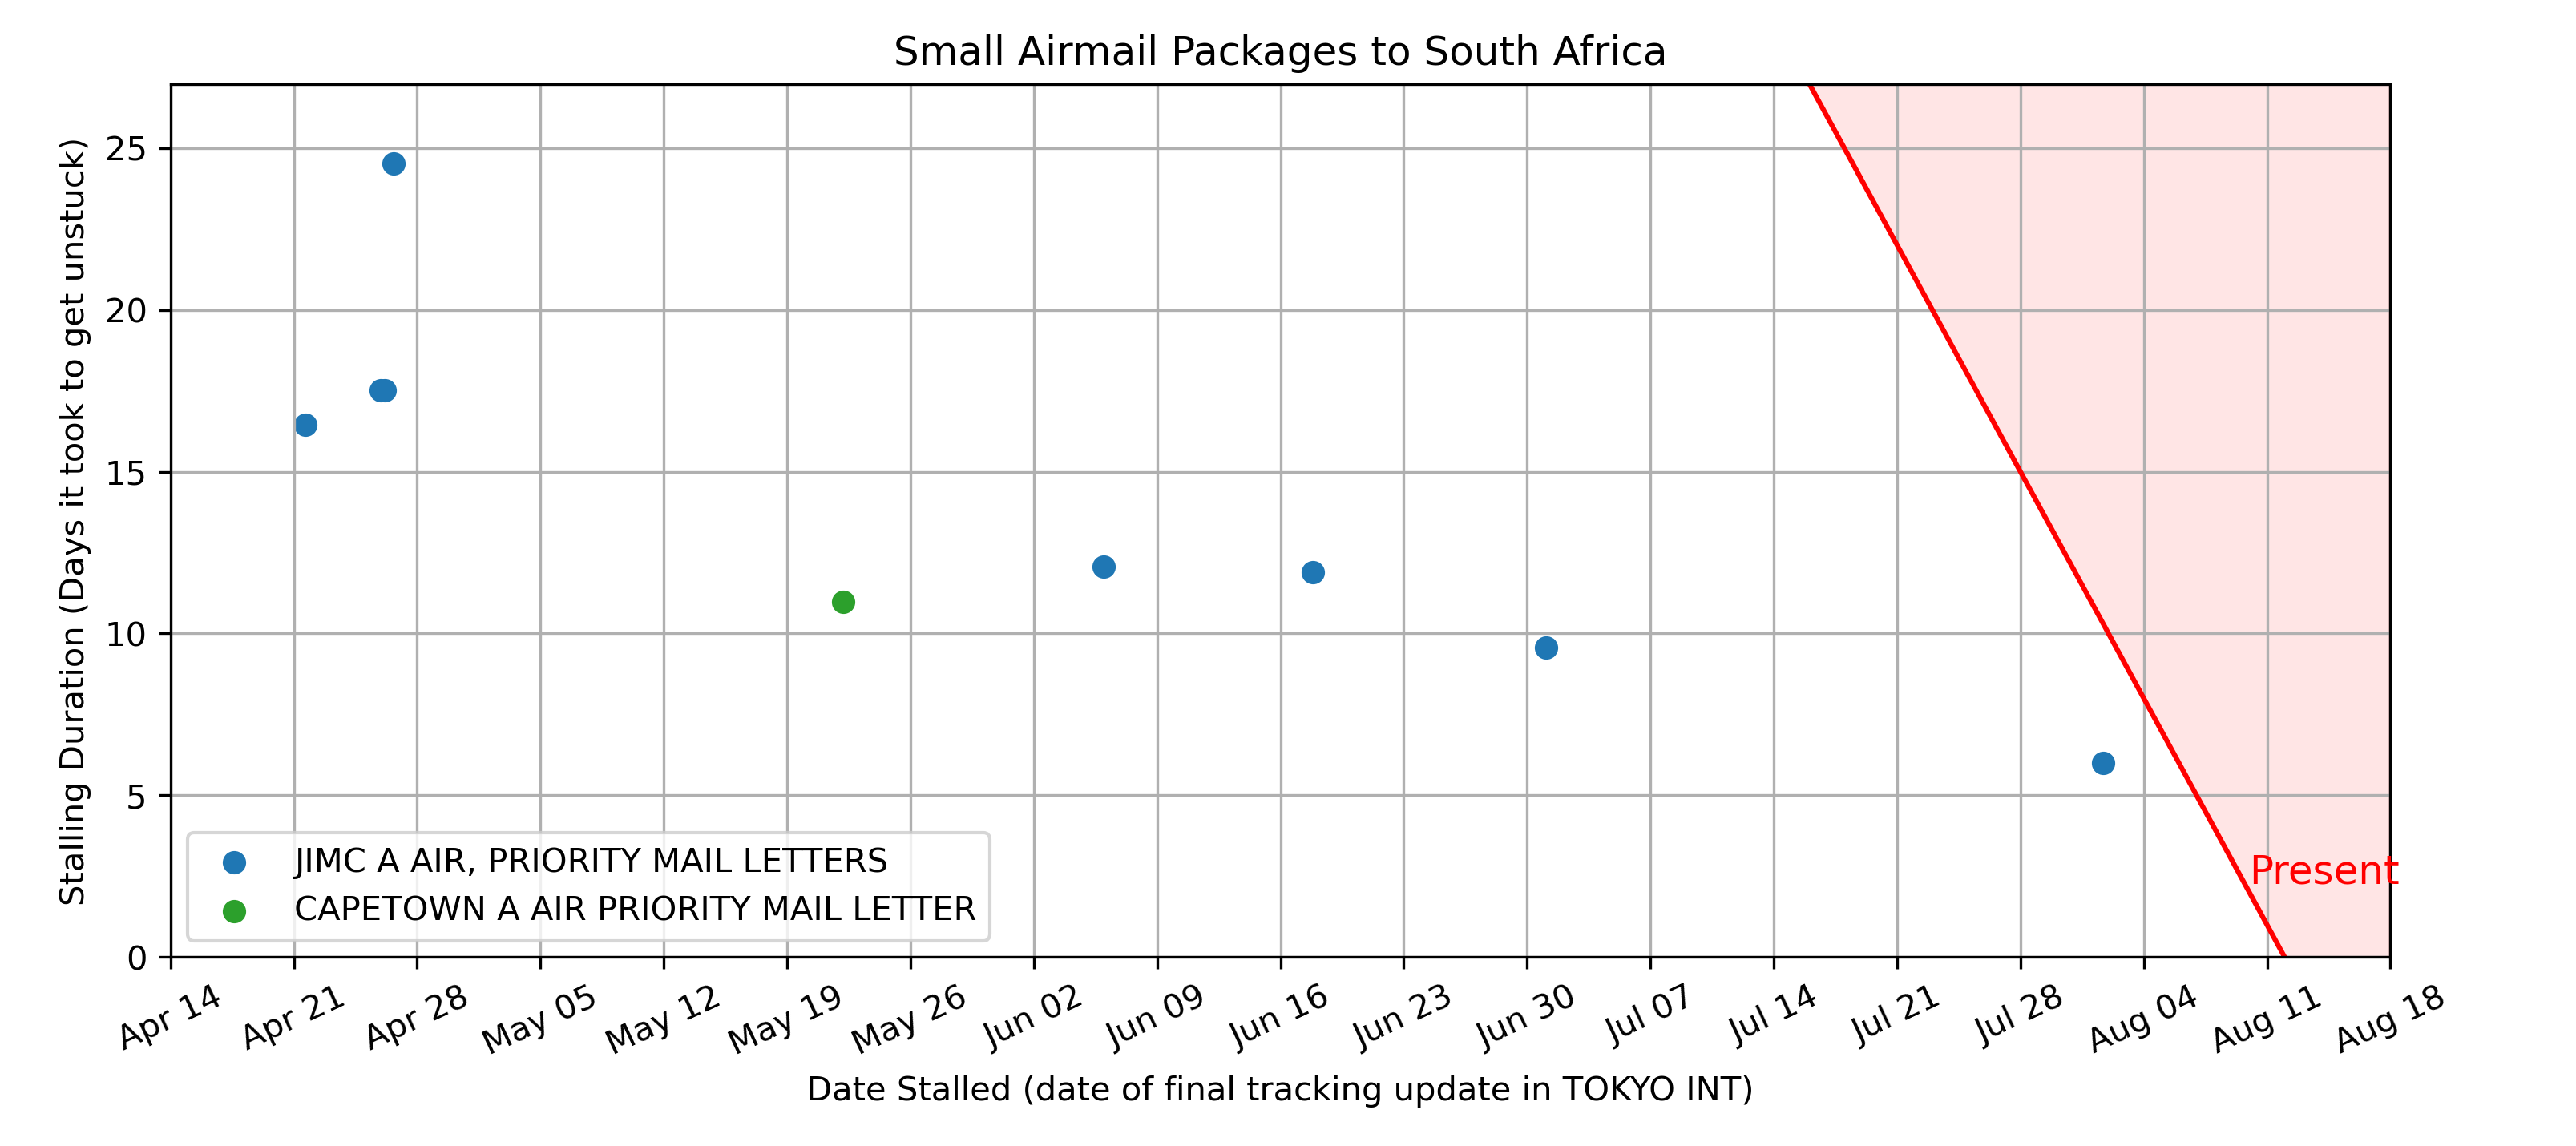 Small Airmail Packages to South Africa
Stalling Duration (Days it took to get unstuck)
25
20
15
10
5
0
Present
JIMC A AIR, PRIORITY MAIL LETTERS
CAPETOWN A AIR PRIORITY MAIL LETTER
Apr 14 Apr 21 Apr 28 May 05 May 12 May 19 May 26 Jun 02 Jun 09 Jun 16 Jun 23 Jun 30 Jul 07 Jul 14 Jul 21 Jul 28 Aug 04 Aug 11 Aug 18
Date Stalled (date of final tracking update in TOKYO INT)